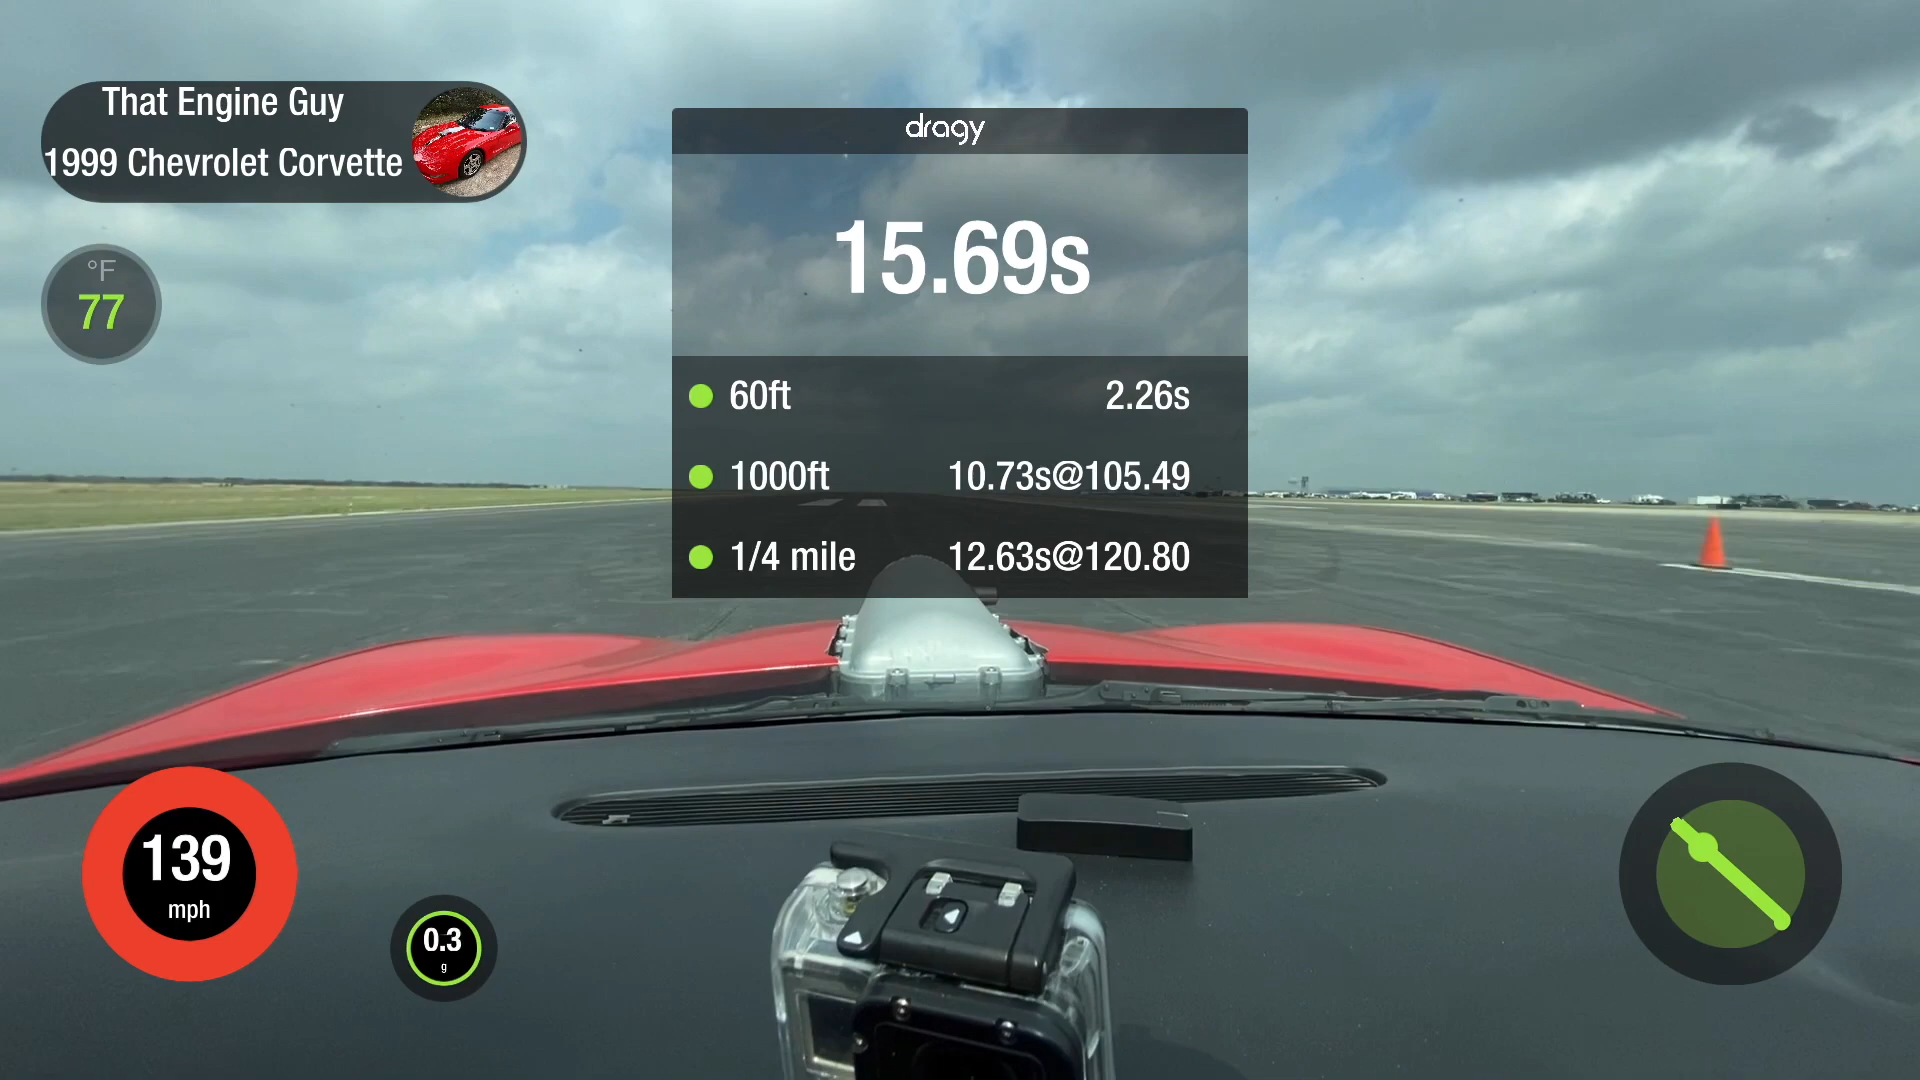 That Engine Guy
1999 Chevrolet Corvette
°F
77
dragy
15.69s
60ft 2.26s
1000ft 10.73s@105.49
1/4 mile 12.63s@120.80
139
mph
0.3
g